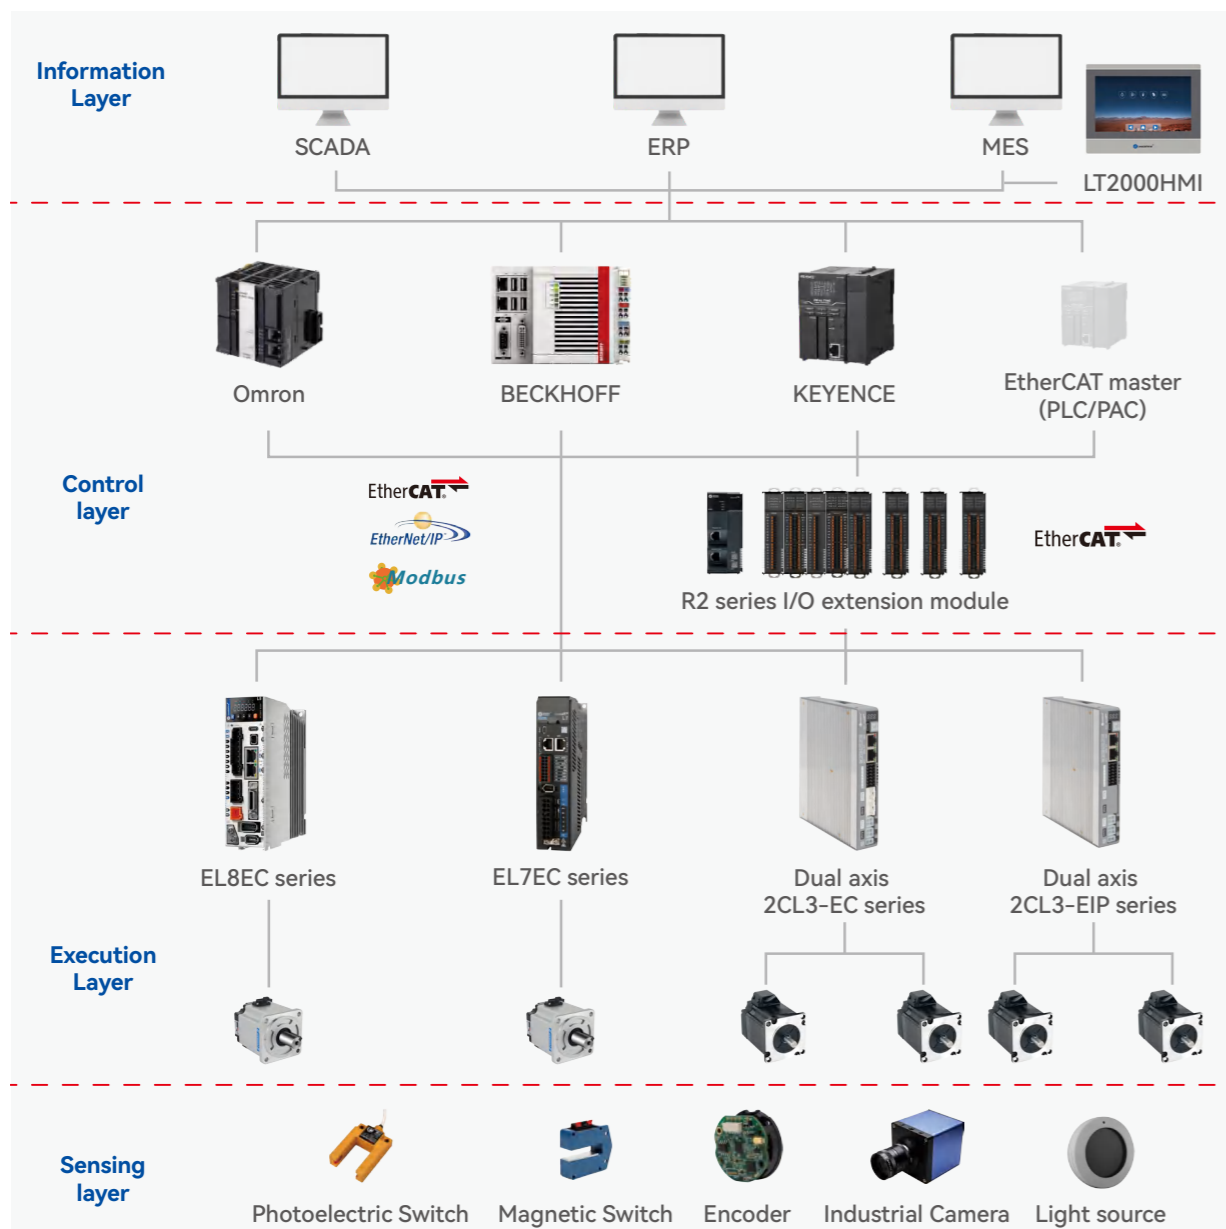 Information
Layer
SCADA
ERP
MES
LT2000HMI
Omron
BECKHOFF
KEYENCE
EtherCAT master
(PLC/PAC)
Control
layer
EtherCAT
EtherNet/IP
Modbus
EtherCAT
R2 series I/O extension module
EL8EC series
EL7EC series
Dual axis
2CL3-EC series
Dual axis
2CL3-EIP series
Execution
Layer
Sensing
layer
Photoelectric Switch
Magnetic Switch
Encoder
Industrial Camera
Light source